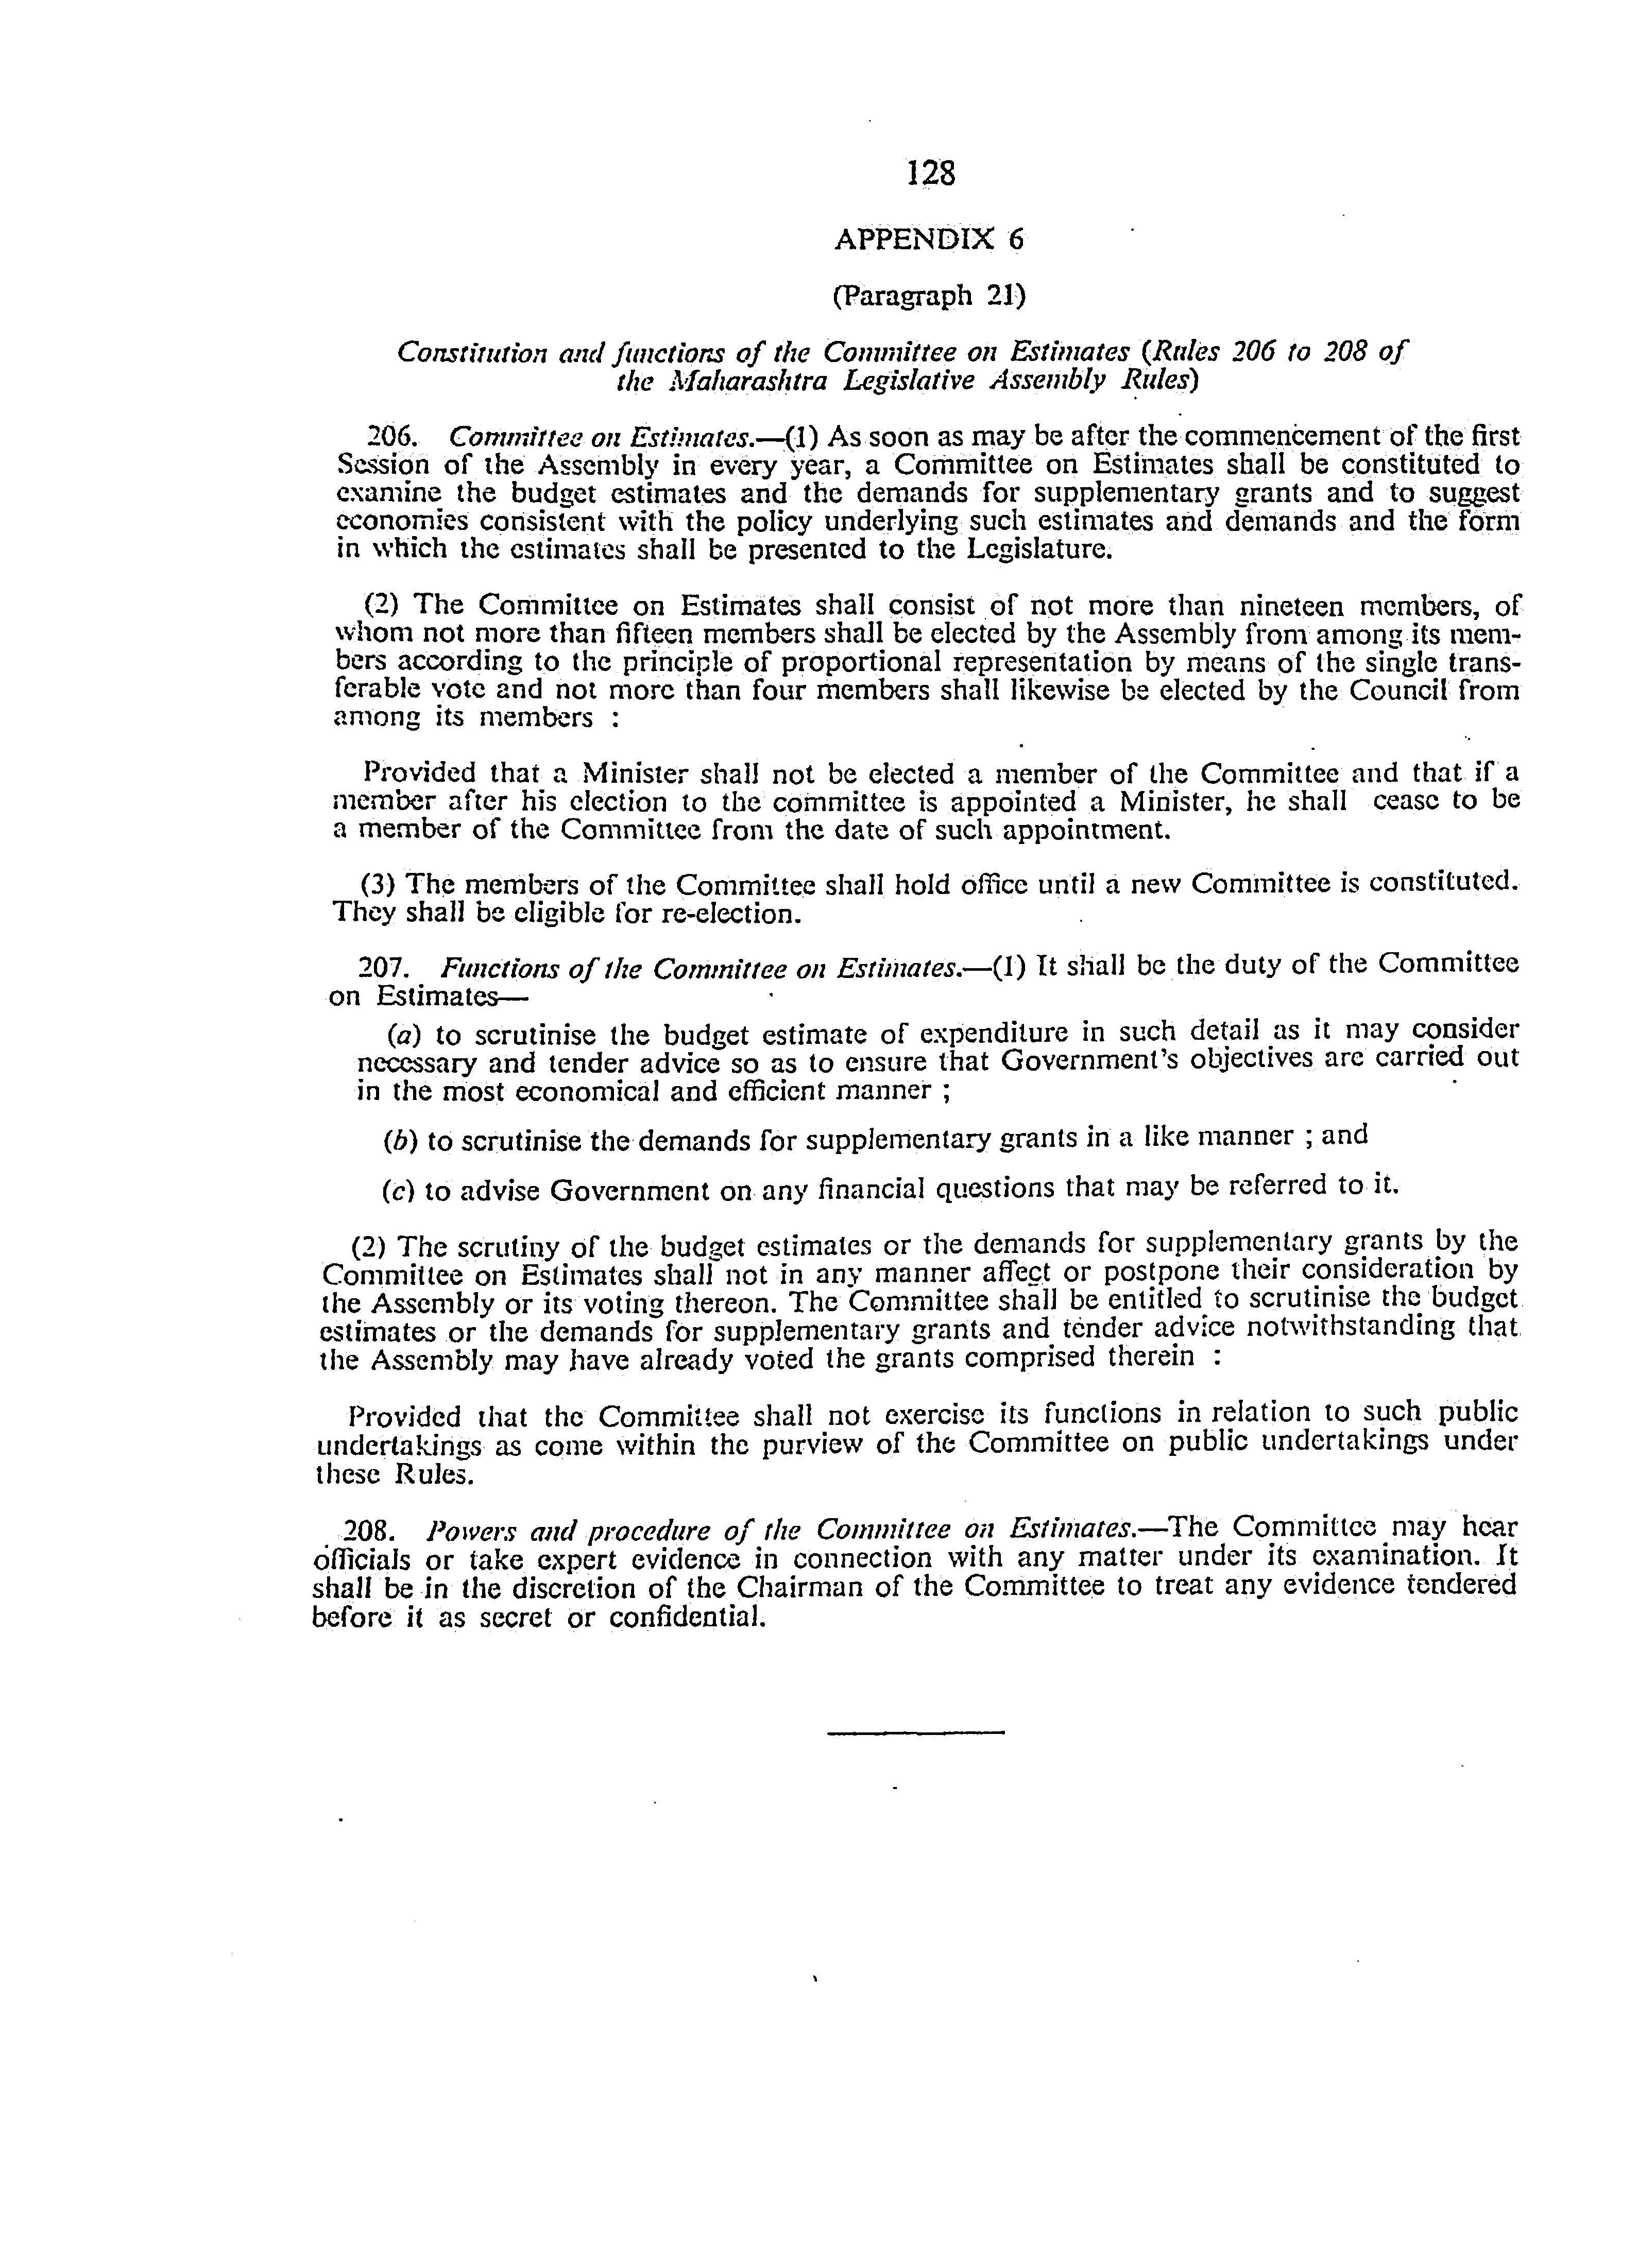 128
APPENDIX 6
(Paragraph 21)
Constitution and functions of the Committee on Estimates (Rules 206 to 208 of
the Maharashtra Legislative Assembly Rules)
206. Committee on Estimates.—(1) As soon as may be after the commencement of the first
Session of the Assembly in every year, a Committee on Estimates shall be constituted to
examine the budget estimates and the demands for supplementary grants and to suggest
economies consistent with the policy underlying such estimates and demands and the form
in which the estimates shall be presented to the Legislature.
(2) The Committee on Estimates shall consist of not more than nineteen members, of
whom not more than fifteen members shall be elected by the Assembly from among its mem-
bers according to the principle of proportional representation by means of the single trans-
ferable vote and not more than four members shall likewise be elected by the Council from
among its members :
Provided that a Minister shall not be elected a member of the Committee and that if a
member after his election to the committee is appointed a Minister, he shall cease to be
a member of the Committee from the date of such appointment.
(3) The members of the Committee shall hold office until a new Committee is constituted.
They shall be eligible for re-election.
207. Functions of the Committee on Estimates.—(1) It shall be the duty of the Committee
on Estimates—
(a) to scrutinise the budget estimate of expenditure in such detail as it may consider
necessary and tender advice so as to ensure that Government's objectives are carried out
in the most economical and efficient manner ;
(b) to scrutinise the demands for supplementary grants in a like manner ; and
(c) to advise Government on any financial questions that may be referred to it.
(2) The scrutiny of the budget estimates or the demands for supplementary grants by the
Committee on Estimates shall not in any manner affect or postpone their consideration by
the Assembly or its voting thereon. The Committee shall be entitled to scrutinise the budget
estimates or the demands for supplementary grants and tender advice notwithstanding that
the Assembly may have already voted the grants comprised therein :
Provided that the Committee shall not exercise its functions in relation to such public
undertakings as come within the purview of the Committee on public undertakings under
these Rules.
208. Powers and procedure of the Committee on Estimates.—The Committee may hear
officials or take expert evidence in connection with any matter under its examination. It
shall be in the discretion of the Chairman of the Committee to treat any evidence tendered
before it as secret or confidential.